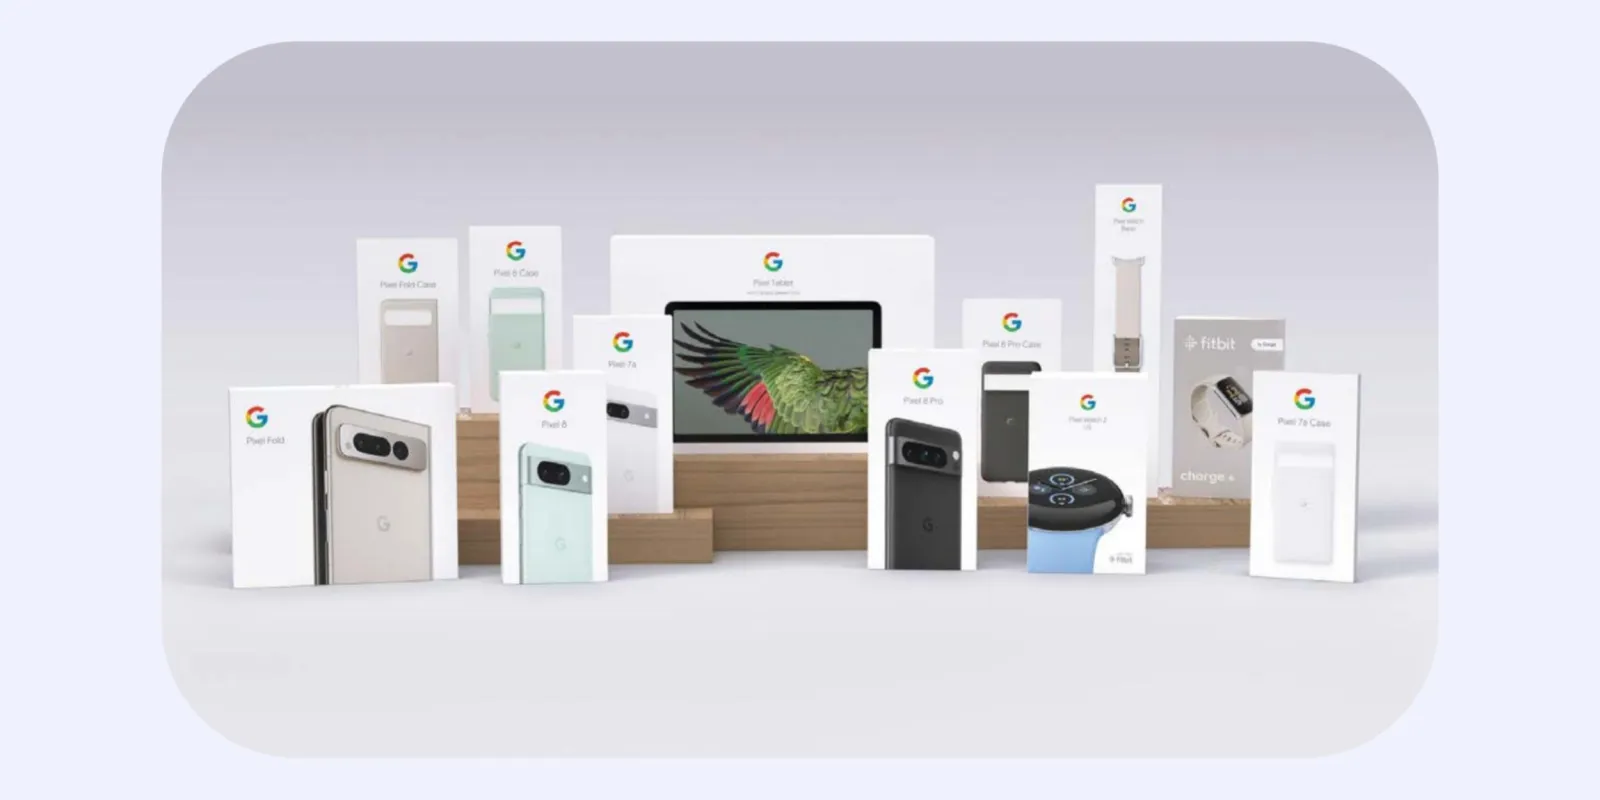 Pixel Fold Case
Pixel 8 Case
Pixel Tablet
Pixel Watch
Band
Pixel 7a
Pixel 8 Pro Case
fitbit
by Google
Pixel Fold
Pixel 8
Pixel 8 Pro
Pixel Watch 2
charge 6
Pixel 7a Case
fitbit